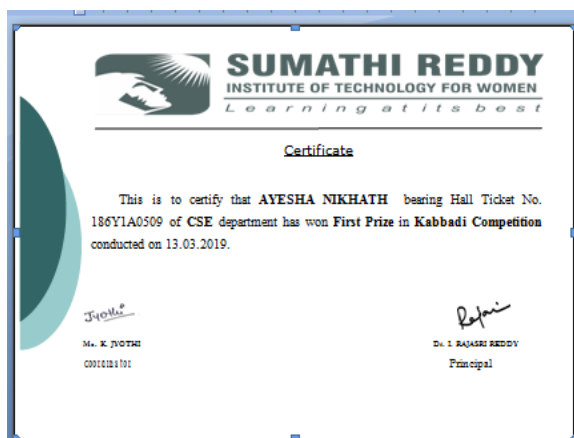 SUMATHI REDDY
INSTITUTE OF TECHNOLOGY FOR WOMEN
Learning at its best
Certificate
This is to certify that AYESHA NIKHATH bearing Hall Ticket No.
186Y1A0509 of CSE department has won First Prize in Kabbadi Competition
conducted on 13.03.2019.
Jyothi Rajasri
Ms. K. JYOTHI Dr. I. RAJASRI REDDY
Principal